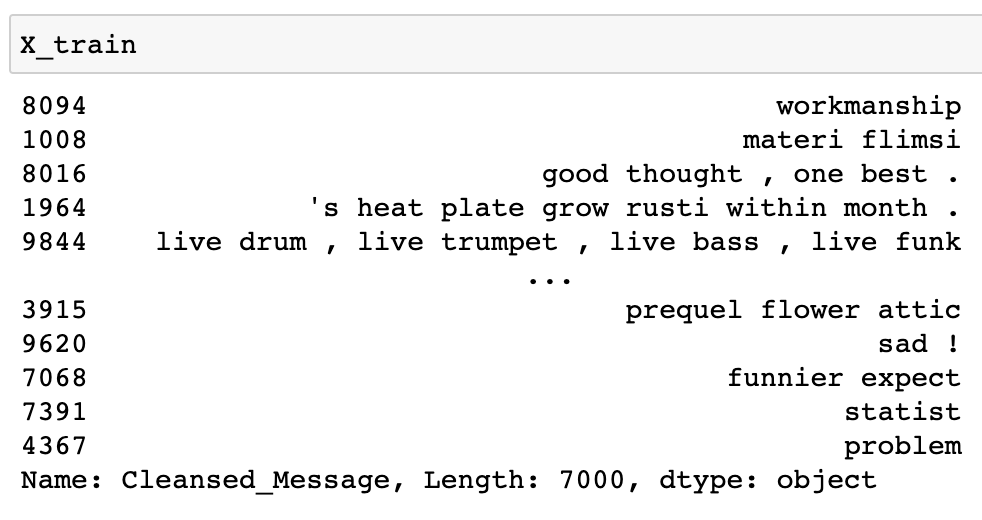 X_train
8094 workmanship
1008 materi flimsi
8016 good thought , one best .
1964 's heat plate grow rusti within month .
9844 live drum , live trumpet , live bass , live funk
...
3915 prequel flower attic
9620 sad !
7068 funnier expect
7391 statist
4367 problem
Name: Cleansed_Message, Length: 7000, dtype: object